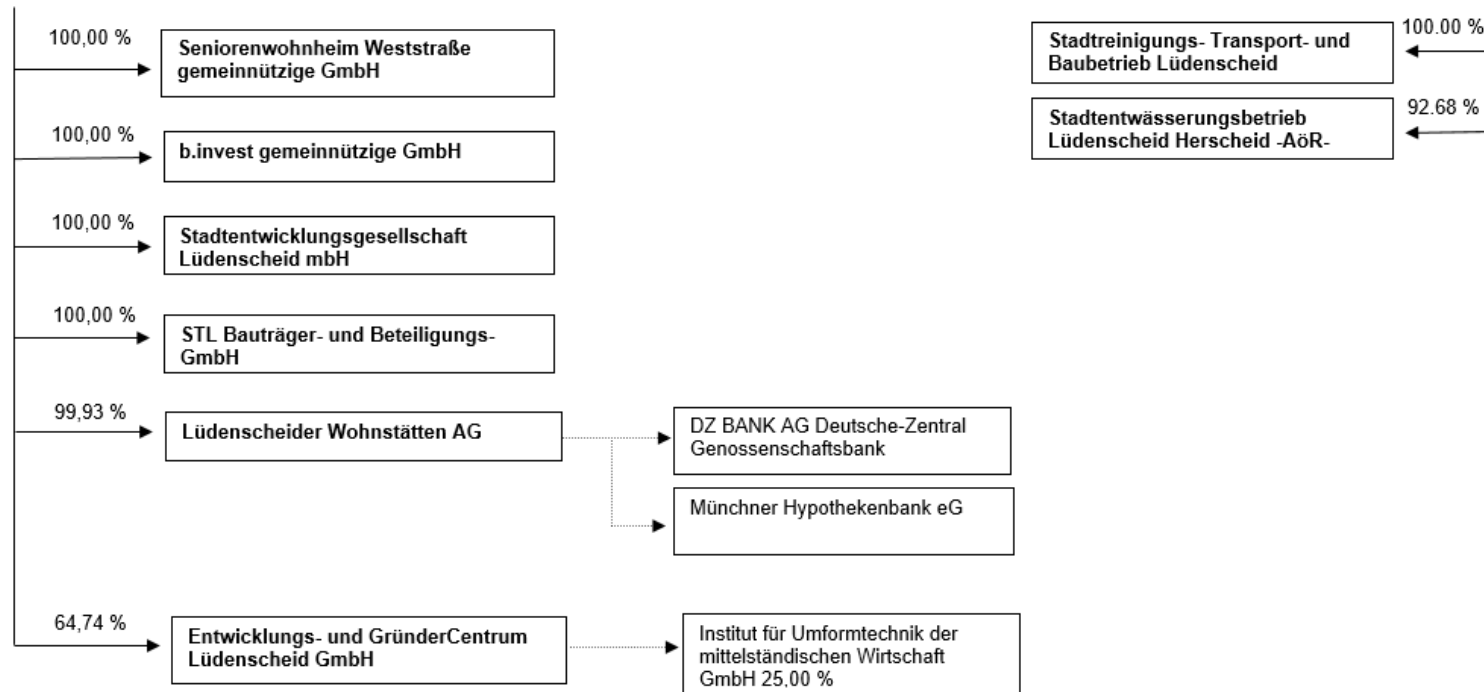 100,00 %
Seniorenwohnheim Weststraße
gemeinnützige GmbH
100,00 %
b.invest gemeinnützige GmbH
100,00 %
Stadtentwicklungsgesellschaft
Lüdenscheid mbH
100,00 %
STL Bauträger- und Beteiligungs-
GmbH
99,93 %
Lüdenscheider Wohnstätten AG
DZ BANK AG Deutsche-Zentral
Genossenschaftsbank
Münchner Hypothekenbank eG
64,74 %
Entwicklungs- und GründerCentrum
Lüdenscheid GmbH
Institut für Umformtechnik der
mittelständischen Wirtschaft
GmbH 25,00 %
Stadtreinigungs- Transport- und
Baubetrieb Lüdenscheid
100.00 %
Stadtentwässerungsbetrieb
Lüdenscheid Herscheid -AöR-
92.68 %